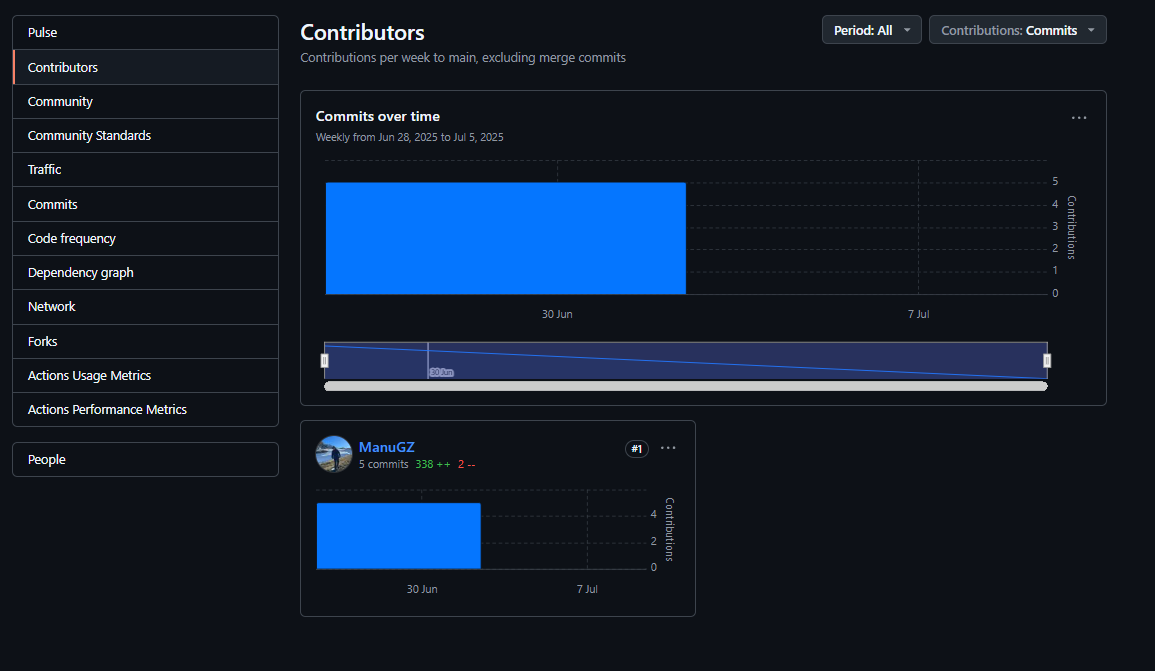 Pulse
Contributors
Community
Community Standards
Traffic
Commits
Code frequency
Dependency graph
Network
Forks
Actions Usage Metrics
Actions Performance Metrics
People
Contributors
Period: All
Contributions: Commits
Contributions per week to main, excluding merge commits
Commits over time
Weekly from Jun 28, 2025 to Jul 5, 2025
5
4
3
2
1
0
Contributions
30 Jun
7 Jul
30 Jun
ManuGZ
#1
5 commits 338 ++ 2 --
4
2
0
Contributions
30 Jun
7 Jul